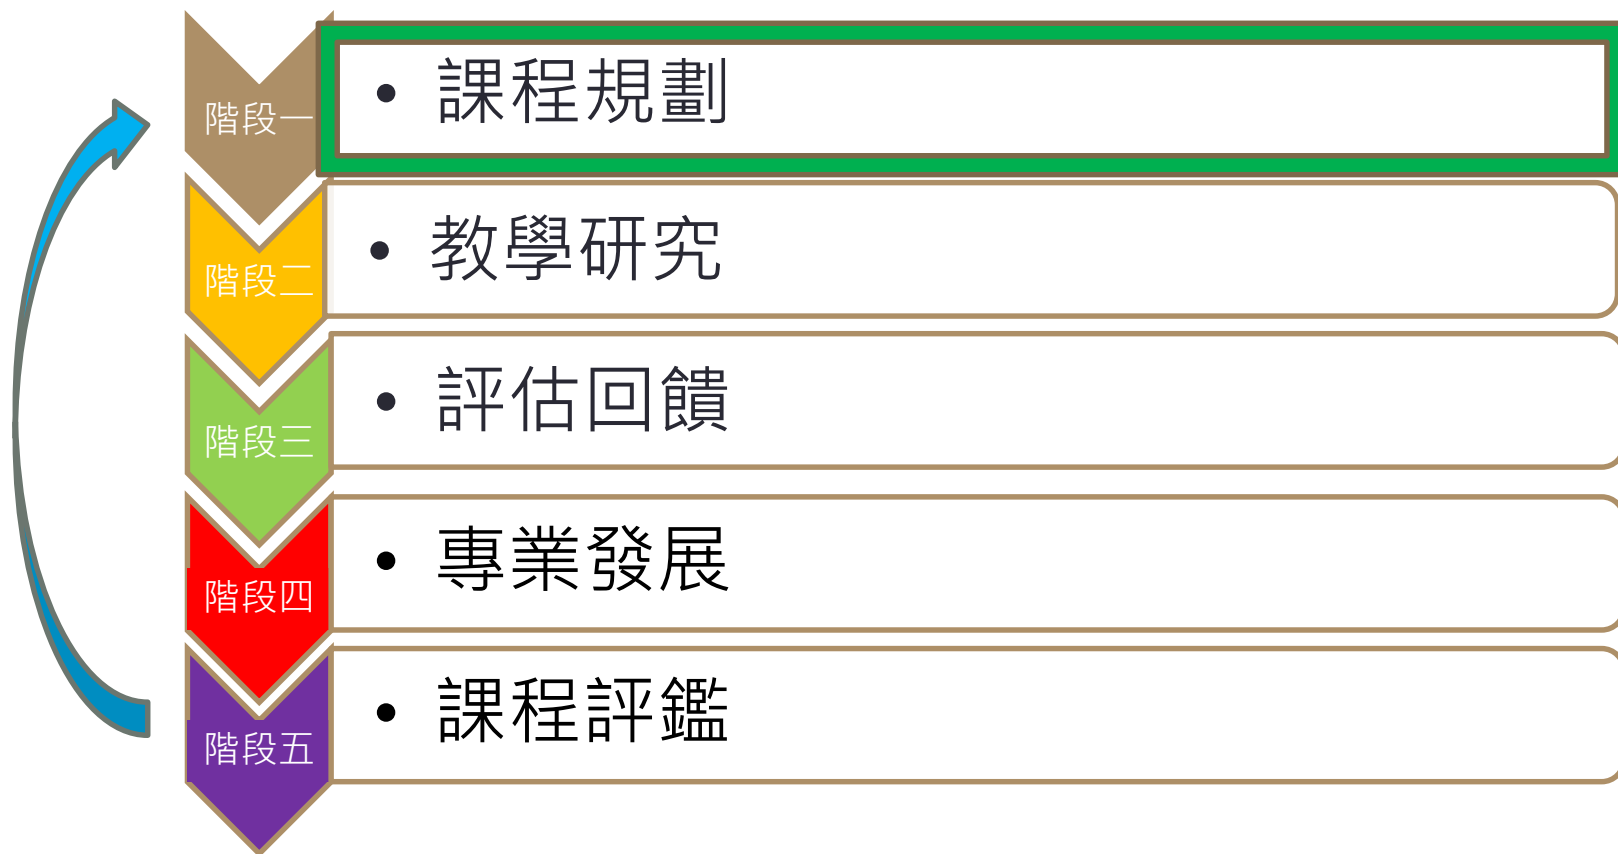 階段一
• 課程規劃
階段二
• 教學研究
階段三
• 評估回饋
階段四
• 專業發展
階段五
• 課程評鑑